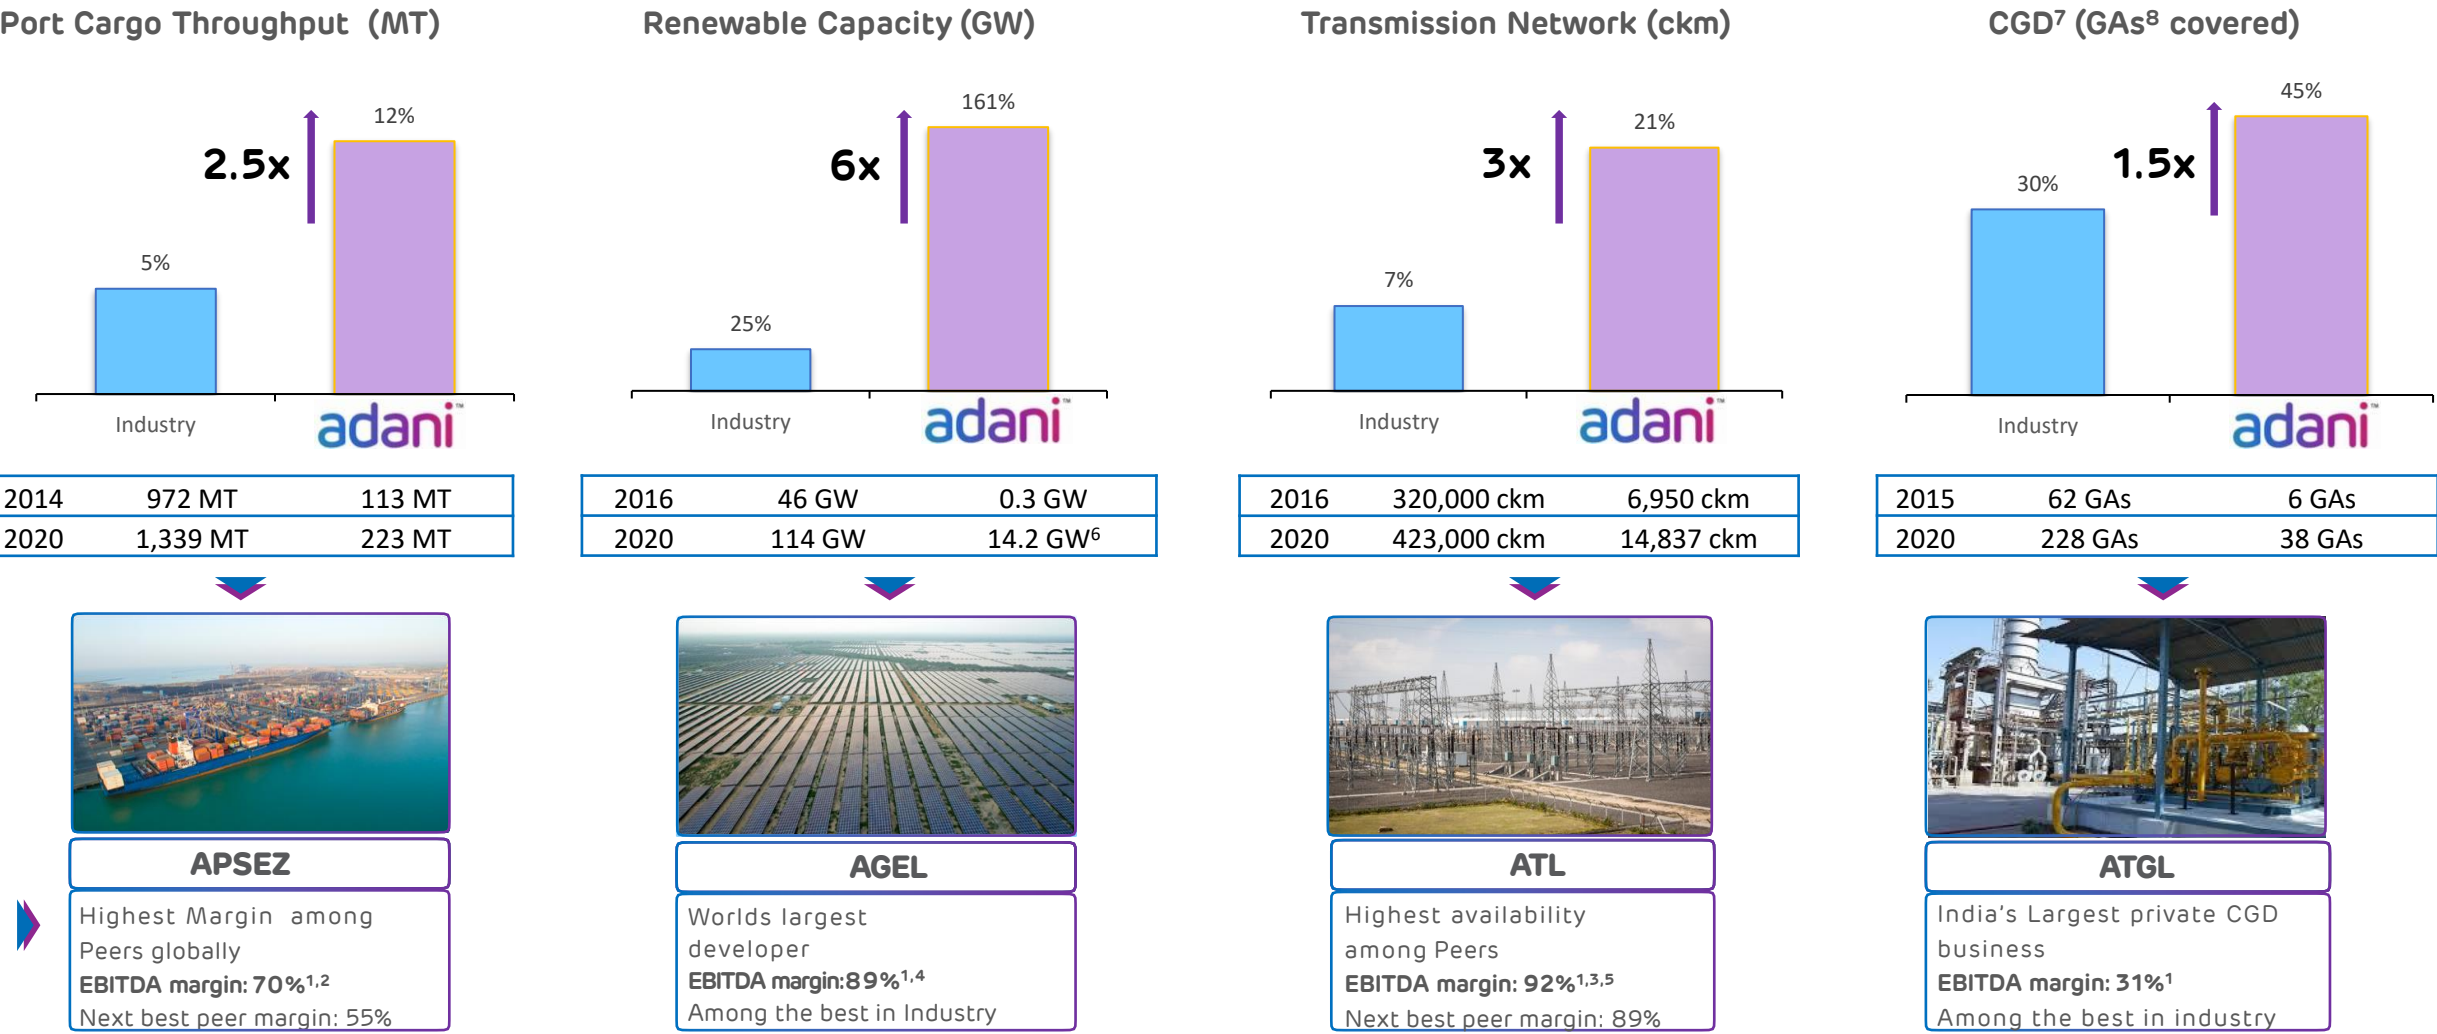 Port Cargo Throughput (MT)
Renewable Capacity (GW)
Transmission Network (ckm)
CGD⁷ (GAs⁸ covered)
12%
2.5x
5%
Industry
adani™
161%
6x
25%
Industry
adani™
21%
3x
7%
Industry
adani™
45%
1.5x
30%
Industry
adani™
2014 972 MT 113 MT
2020 1,339 MT 223 MT
2016 46 GW 0.3 GW
2020 114 GW 14.2 GW⁶
2016 320,000 ckm 6,950 ckm
2020 423,000 ckm 14,837 ckm
2015 62 GAs 6 GAs
2020 228 GAs 38 GAs
APSEZ
Highest Margin among
Peers globally
EBITDA margin: 70%¹,²
Next best peer margin: 55%
AGEL
Worlds largest
developer
EBITDA margin:89%¹,⁴
Among the best in Industry
ATL
Highest availability
among Peers
EBITDA margin: 92%¹,³,⁵
Next best peer margin: 89%
ATGL
India's Largest private CGD
business
EBITDA margin: 31%¹
Among the best in industry